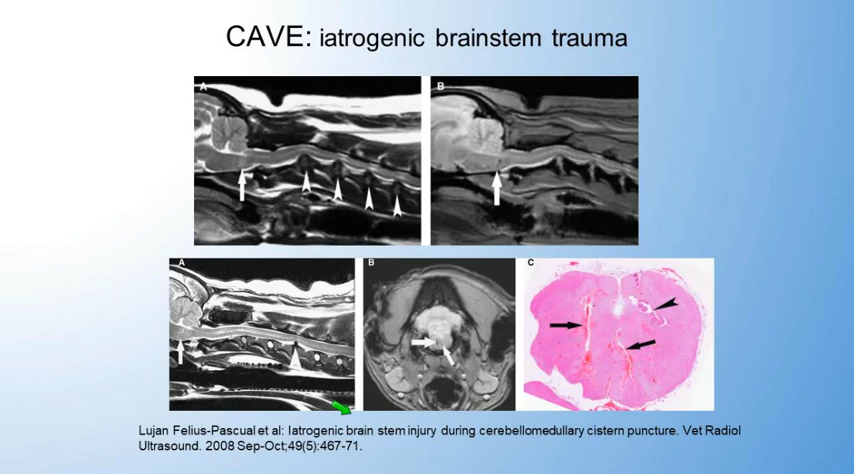 CAVE: iatrogenic brainstem trauma
A
B
A
B
C
Lujan Felius-Pascual et al: Iatrogenic brain stem injury during cerebellomedullary cistern puncture. Vet Radiol
Ultrasound. 2008 Sep-Oct;49(5):467-71.